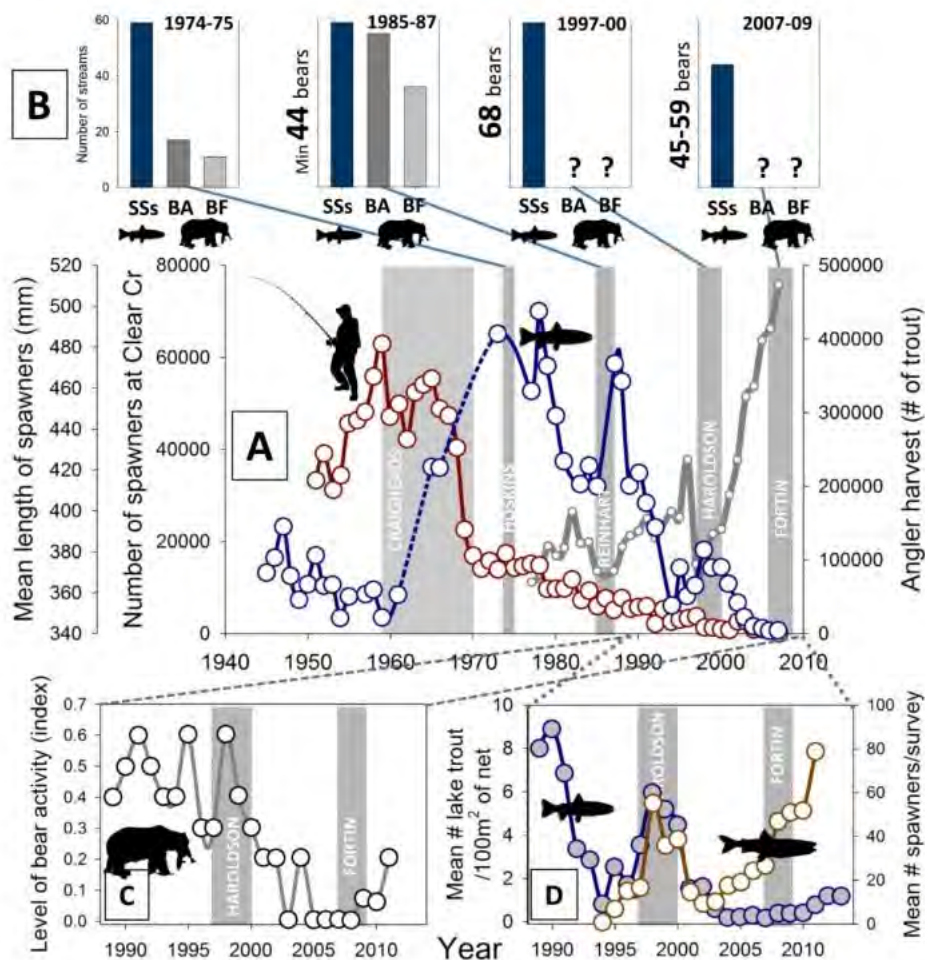 B
Number of streams
60
40
20
0
1974-75
SSs BA BF
Min 44 bears
1985-87
SSs BA BF
68 bears
1997-00
? ?
SSs BA BF
45-59 bears
2007-09
? ?
SSs BA BF
A
Mean length of spawners (mm)
520
500
480
460
440
420
400
380
360
340
Number of spawners at Clear Cr
80000
60000
40000
20000
0
CRAIGHEADS
HOSKINS
REINHART
HAROLDSON
FORTIN
500000
400000
300000
200000
100000
0
Angler harvest (# of trout)
1940 1950 1960 1970 1980 1990 2000 2010
Level of bear activity (index)
0.7
0.6
0.5
0.4
0.3
0.2
0.1
0.0
HAROLDSON
FORTIN
C
1990 1995 2000 2005 2010
Year
Mean # lake trout
/100m² of net
10
8
6
4
2
0
ROLDSON
FORTIN
D
100
80
60
40
20
0
Mean # spawners/survey
1990 1995 2000 2005 2010